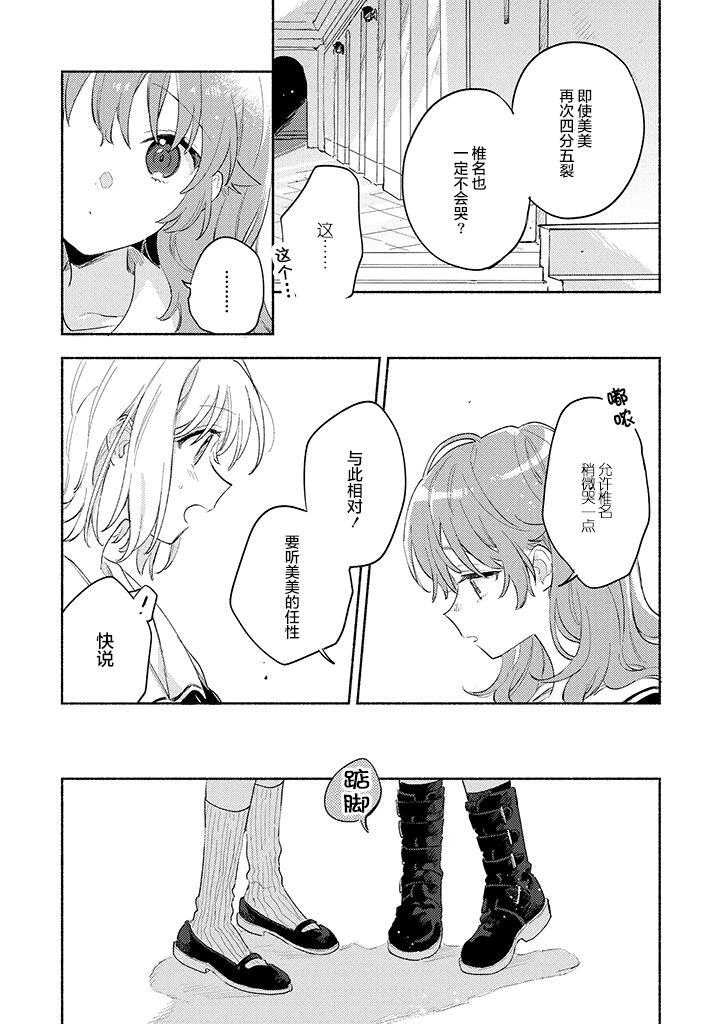 即使美美
再次四分五裂
椎名也
一定不会哭？
这……
这个…
……
嘟哝
允许椎名
稍微哭一点
与此相对！
要听美美的任性
快说
踮脚